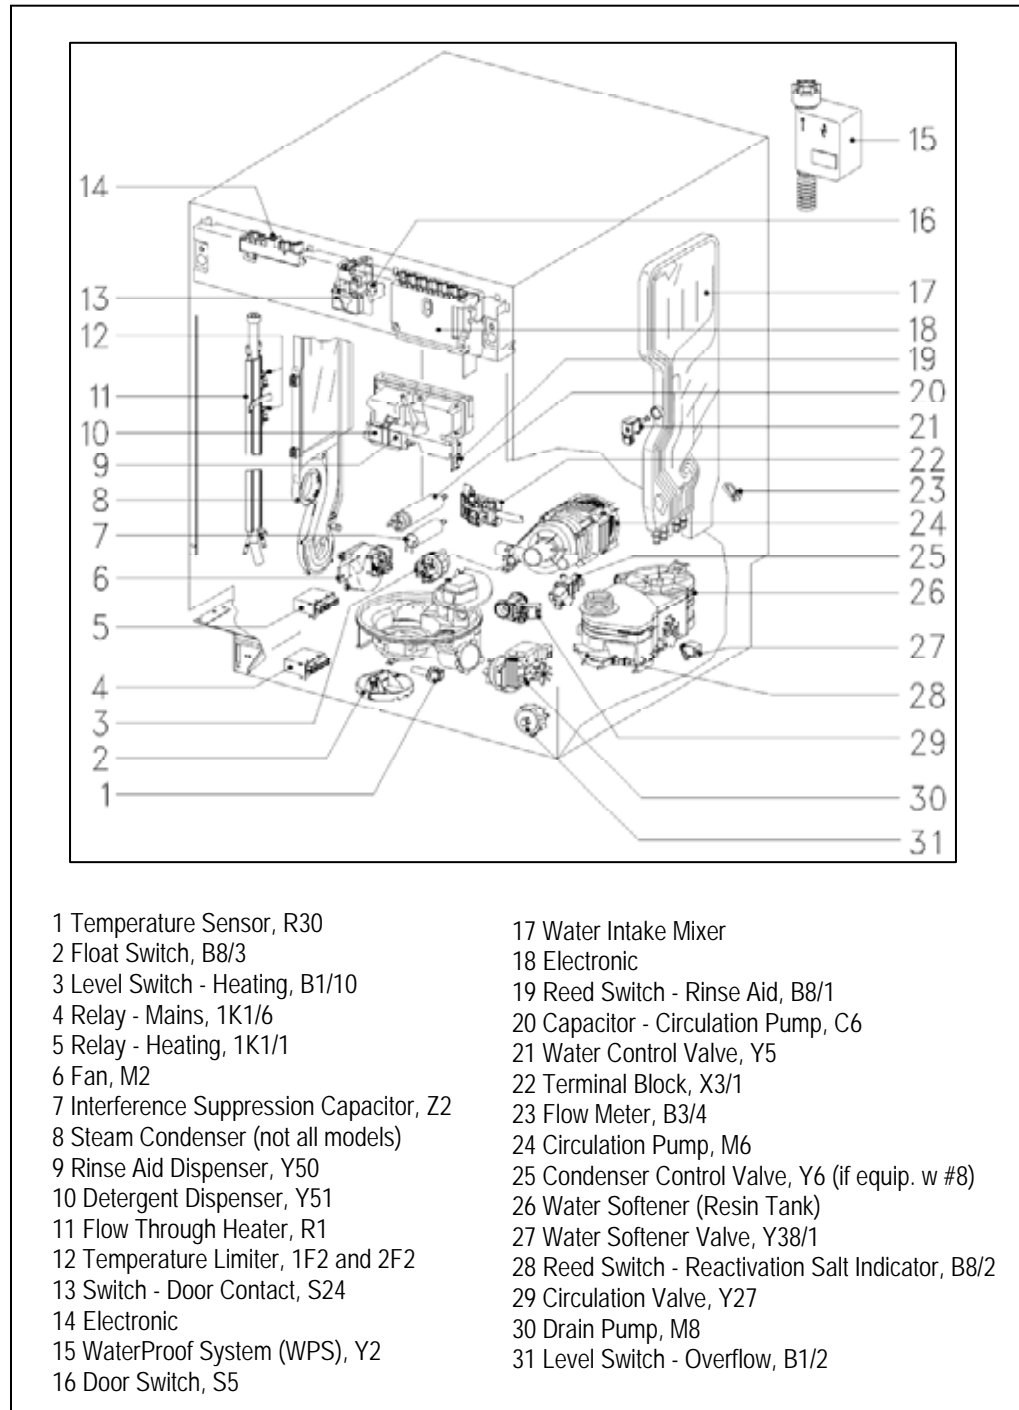 14
13
12
11
10
9
8
7
6
5
4
3
2
1
15
16
17
18
19
20
21
22
23
24
25
26
27
28
29
30
31
1 Temperature Sensor, R30
2 Float Switch, B8/3
3 Level Switch - Heating, B1/10
4 Relay - Mains, 1K1/6
5 Relay - Heating, 1K1/1
6 Fan, M2
7 Interference Suppression Capacitor, Z2
8 Steam Condenser (not all models)
9 Rinse Aid Dispenser, Y50
10 Detergent Dispenser, Y51
11 Flow Through Heater, R1
12 Temperature Limiter, 1F2 and 2F2
13 Switch - Door Contact, S24
14 Electronic
15 WaterProof System (WPS), Y2
16 Door Switch, S5
17 Water Intake Mixer
18 Electronic
19 Reed Switch - Rinse Aid, B8/1
20 Capacitor - Circulation Pump, C6
21 Water Control Valve, Y5
22 Terminal Block, X3/1
23 Flow Meter, B3/4
24 Circulation Pump, M6
25 Condenser Control Valve, Y6 (if equip. w #8)
26 Water Softener (Resin Tank)
27 Water Softener Valve, Y38/1
28 Reed Switch - Reactivation Salt Indicator, B8/2
29 Circulation Valve, Y27
30 Drain Pump, M8
31 Level Switch - Overflow, B1/2